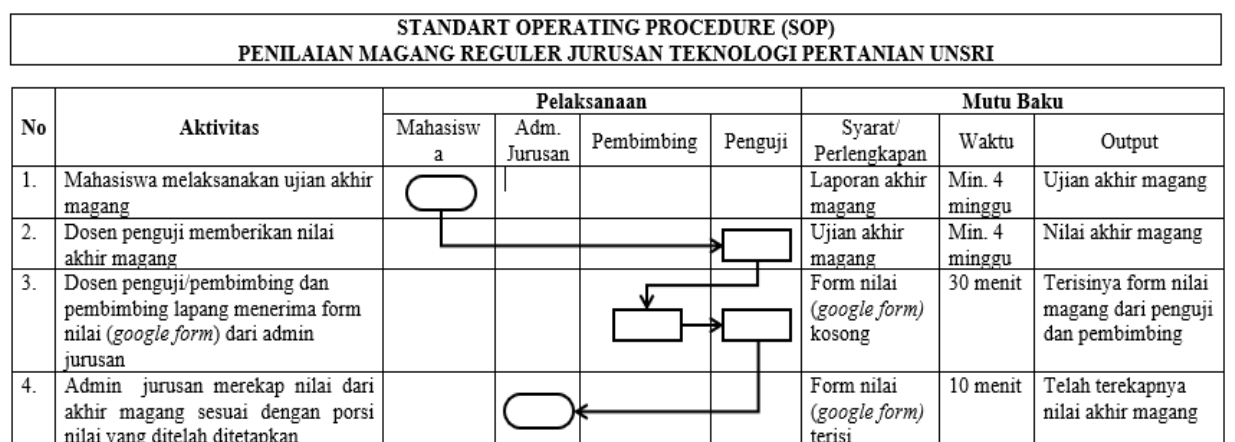 STANDART OPERATING PROCEDURE (SOP)
PENILAIAN MAGANG REGULER JURUSAN TEKNOLOGI PERTANIAN UNSRI
No
Aktivitas
Pelaksanaan
Mutu Baku
Mahasisw
a
Adm.
Jurusan
Pembimbing
Penguji
Syarat/
Perlengkapan
Waktu
Output
1.
Mahasiswa melaksanakan ujian akhir
magang
Laporan akhir
magang
Min. 4
minggu
Ujian akhir magang
2.
Dosen penguji memberikan nilai
akhir magang
Ujian akhir
magang
Min. 4
minggu
Nilai akhir magang
3.
Dosen penguji/pembimbing dan
pembimbing lapang menerima form
nilai (google form) dari admin
jurusan
Form nilai
(google form)
kosong
30 menit
Terisinya form nilai
magang dari penguji
dan pembimbing
4.
Admin jurusan merekap nilai dari
akhir magang sesuai dengan porsi
nilai yang ditelah ditetapkan
Form nilai
(google form)
terisi
10 menit
Telah terekapnya
nilai akhir magang